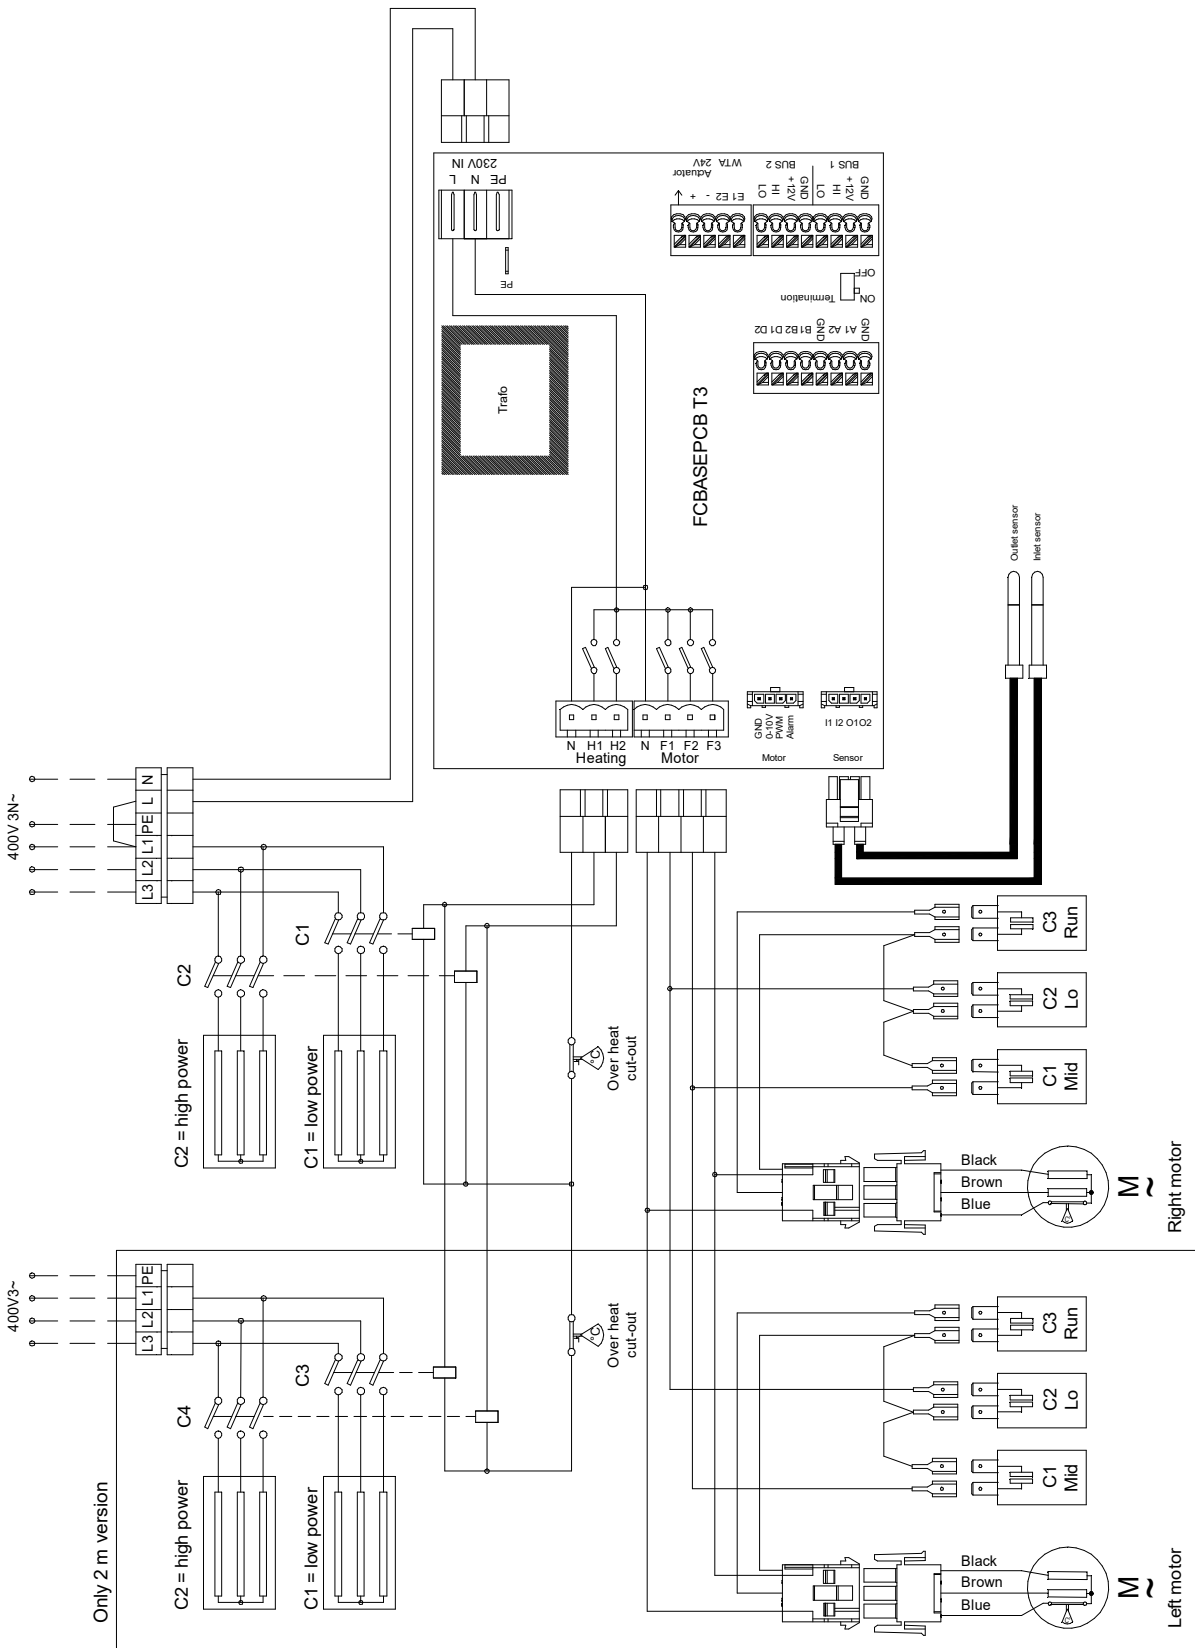 230V IN
L N PE
PE
Trafo
WTA 24V
Actuator
+ - E1 E2
BUS 2
LO HI +12V GND
BUS 1
LO HI +12V GND
OFF
ON
Termination
D2 D1 B2 B1 GND A2 A1 GND
FCBASEPCB T3
N H1 H2
Heating
N F1 F2 F3
Motor
GND
0-10V
PWM
Alarm
Motor
I1 I2 O1O2
Sensor
Outlet sensor
Inlet sensor
400V 3N~
L3 L2 L1 PE L N
C1
C2
C2 = high power
C1 = low power
Over heat
cut-out
C3
Run
C2
Lo
C1
Mid
Black
Brown
Blue
M
~
Right motor
°C
C
Only 2 m version
400V3~
L3 L2 L1 PE
C3
C4
C2 = high power
C1 = low power
Over heat
cut-out
°C
C3
Run
C2
Lo
C1
Mid
Black
Brown
Blue
C
M
~
Left motor